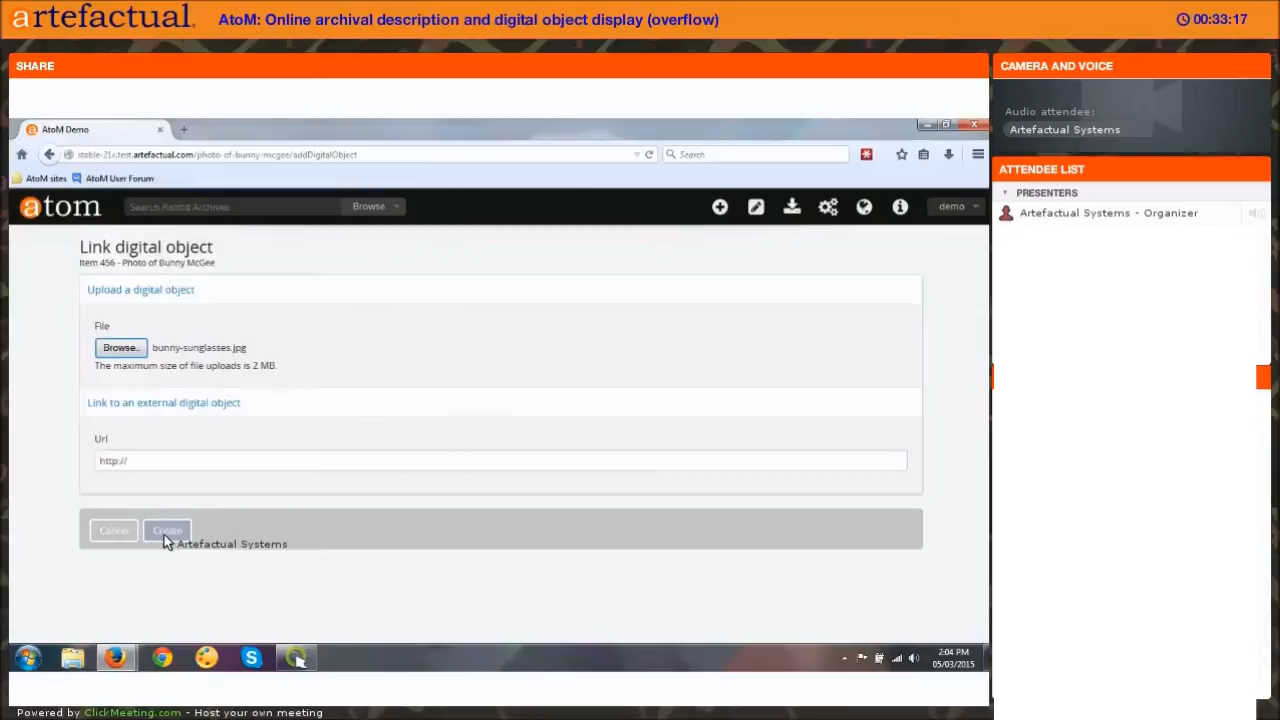 artefactual
AtoM: Online archival description and digital object display (overflow)
00:33:17
SHARE
AtoM Demo
stable-21x.test.artefactual.com/photo-of-bunny-mcgee/addDigitalObject
Search
AtoM sites
AtoM User Forum
atom
Search Rabbit Archives
Browse
demo
Link digital object
Item 456 - Photo of Bunny McGee
Upload a digital object
File
Browse... bunny-sunglasses.jpg
The maximum size of file uploads is 2 MB.
Link to an external digital object
Url
http://
Cancel Create
Artefactual Systems
2:04 PM
05/03/2015
CAMERA AND VOICE
Audio attendee:
Artefactual Systems
ATTENDEE LIST
PRESENTERS
Artefactual Systems - Organizer
Powered by ClickMeeting.com - Host your own meeting